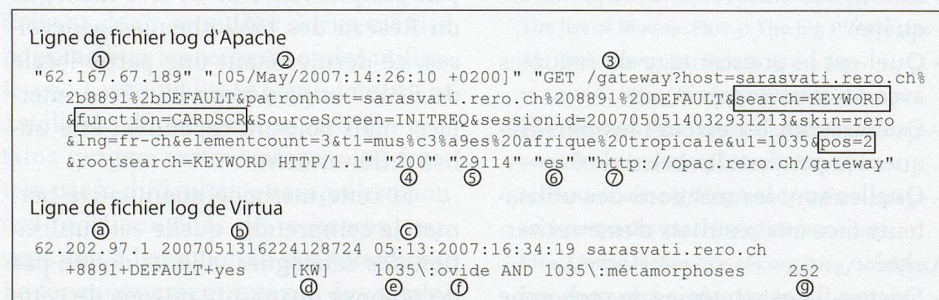 Ligne de fichier log d'Apache
① ② ③
"62.167.67.189" "[05/May/2007:14:26:10 +0200]" "GET /gateway?host=sarasvati.rero.ch%
2b8891%2bDEFAULT&patronhost=sarasvati.rero.ch%208891%20DEFAULT&search=KEYWORD
&function=CARDSCR&SourceScreen=INITREQ&sessionid=2007050514032931213&skin=rero
&lng=fr-ch&elementcount=3&t1=mus%c3%a9es%20afrique%20tropicale&u1=1035&pos=2
&rootsearch=KEYWORD HTTP/1.1" "200" "29114" "Yes" "http://opac.rero.ch/gateway"
④ ⑤ ⑥ ⑦
Ligne de fichier log de Virtua
ⓐ ⓑ ⓒ
62.202.97.1 2007051316224128724 05:13:2007:16:34:19 sarasvati.rero.ch
+8891+DEFAULT+yes [KW] 1035\:ovide AND 1035\:métamorphoses 252
ⓓ ⓔ ⓕ ⓖ